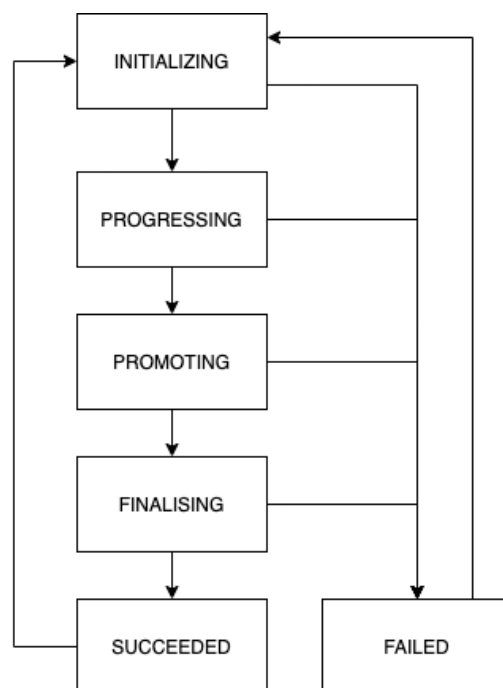 INITIALIZING
PROGRESSING
PROMOTING
FINALISING
SUCCEEDED
FAILED